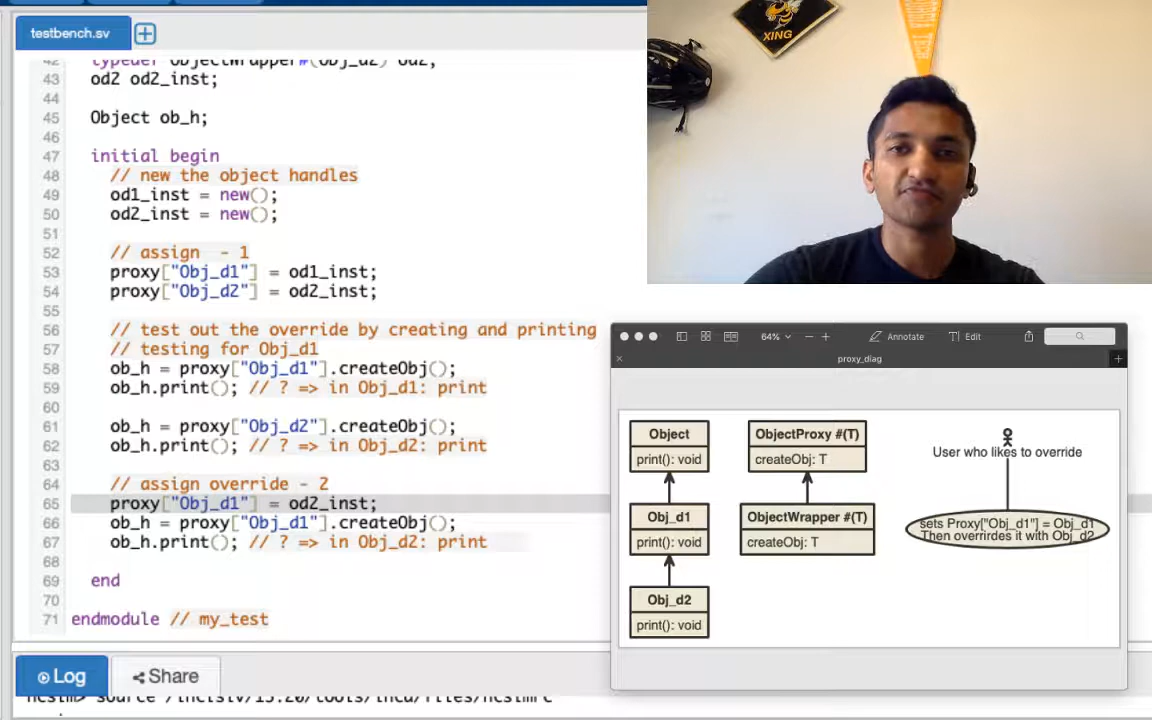 testbench.sv
42 typedef ObjectWrapper#(Obj_d2) od2;
43 od2 od2_inst;
44
45 Object ob_h;
46
47 initial begin
48 // new the object handles
49 od1_inst = new();
50 od2_inst = new();
51
52 // assign  - 1
53 proxy["Obj_d1"] = od1_inst;
54 proxy["Obj_d2"] = od2_inst;
55
56 // test out the override by creating and printing
57 // testing for Obj_d1
58 ob_h = proxy["Obj_d1"].createObj();
59 ob_h.print(); // ? => in Obj_d1: print
60
61 ob_h = proxy["Obj_d2"].createObj();
62 ob_h.print(); // ? => in Obj_d2: print
63
64 // assign override - 2
65 proxy["Obj_d1"] = od2_inst;
66 ob_h = proxy["Obj_d1"].createObj();
67 ob_h.print(); // ? => in Obj_d2: print
68
69 end
70
71 endmodule // my_test
Log
Share
XING
64%
Annotate
Edit
proxy_diag
Object
print(): void
Obj_d1
print(): void
Obj_d2
print(): void
ObjectProxy #(T)
createObj: T
ObjectWrapper #(T)
createObj: T
User who likes to override
sets Proxy["Obj_d1"] = Obj_d1
Then overrirdes it with Obj_d2